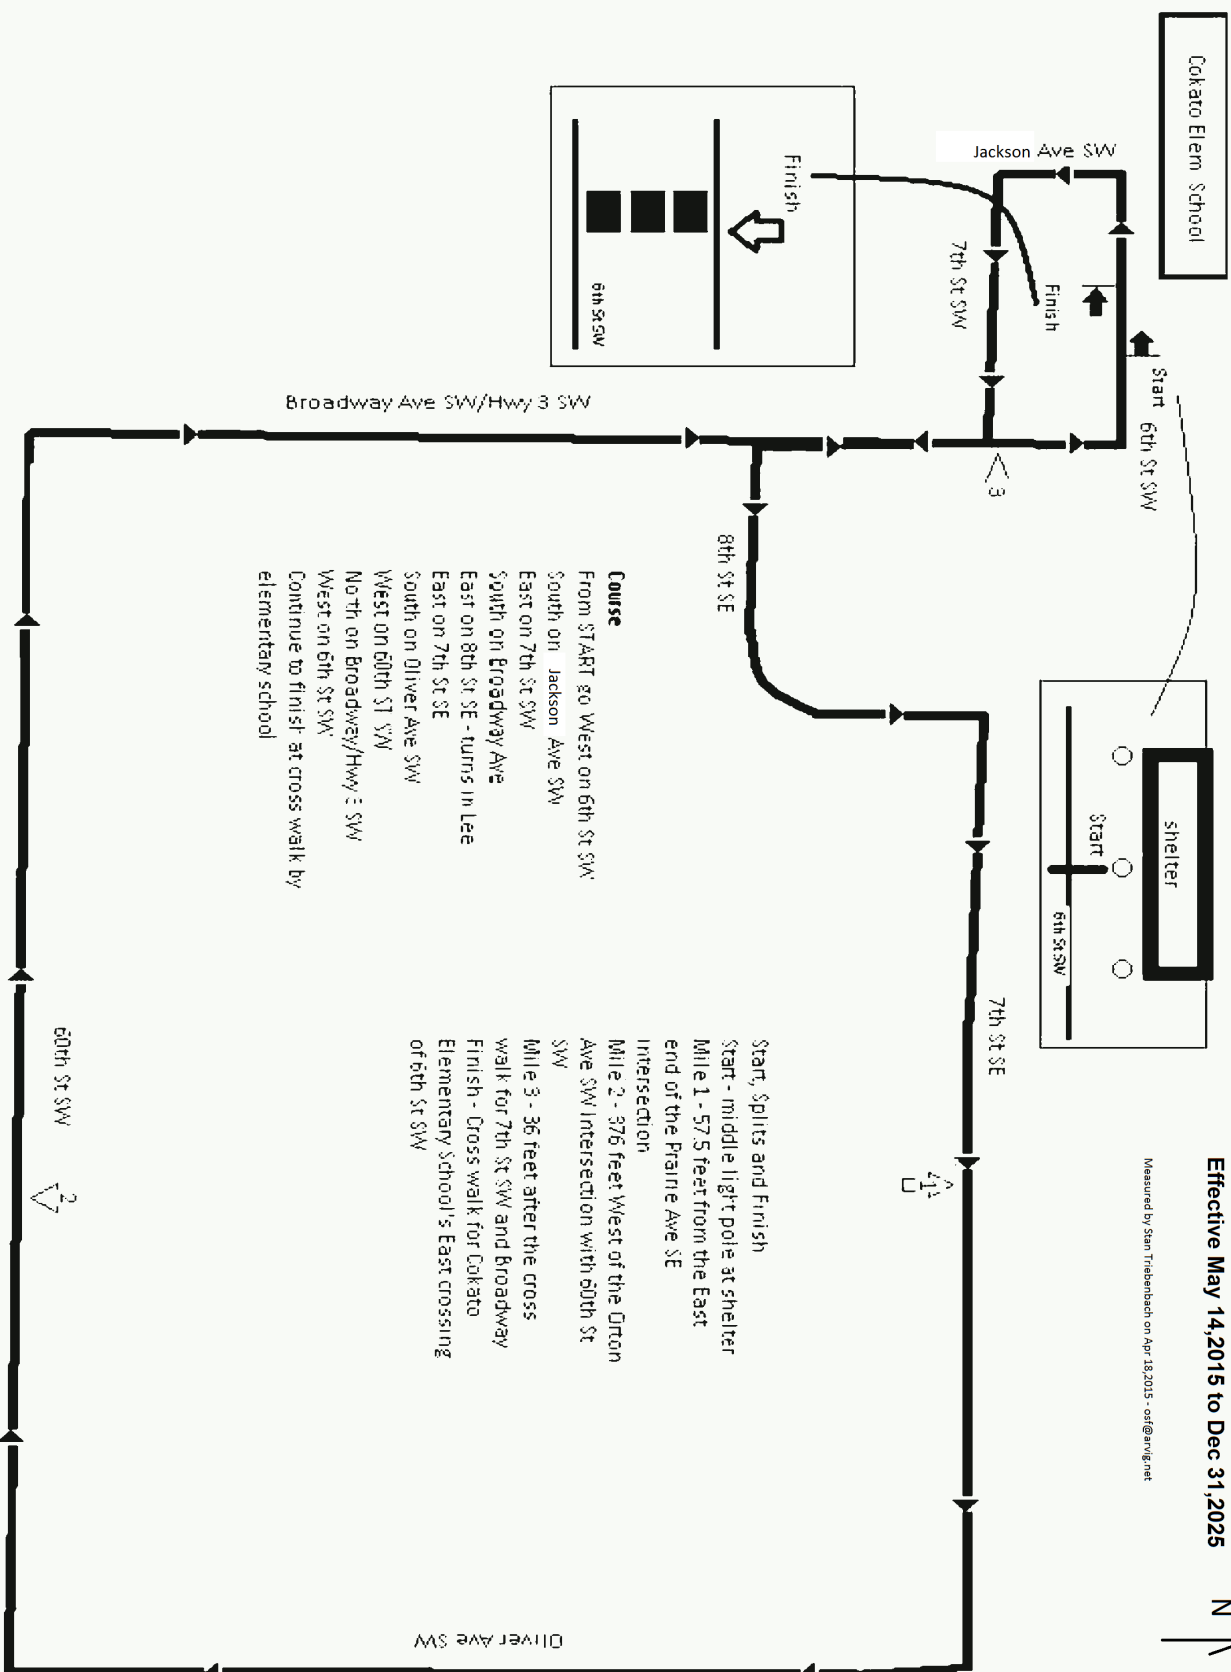 Effective May 14,2015 to Dec 31,2025
N
Measured by Stan Triebenbach on Apr 18,2015 - osf@arvig.net
Cokato Elem School
Jackson Ave SW
7th St SW
Finish
Start
6th St SW
Finish
6th St SW
shelter
Start
6th St SW
Broadway Ave SW/Hwy 3 SW
3
8th St SE
7th St SE
1
Course
From START go West on 6th St SW
South on Jackson Ave SW
East on 7th St SW
South on Broadway Ave
East on 8th St SE - turns in Lee
East on 7th St SE
South on Oliver Ave SW
West on 60th ST SW
North on Broadway/Hwy 3 SW
West on 6th St SW
Continue to finish at cross walk by
elementary school
Start, Splits and Finish
Start - middle light pole at shelter
Mile 1 - 57.5 feet from the East
end of the Prairie Ave SE
Intersection
Mile 2 - 376 feet West of the Orton
Ave SW Intersection with 60th St
SW
Mile 3 - 36 feet after the cross
walk for 7th St SW and Broadway
Finish - Cross walk for Cokato
Elementary School's East crossing
of 6th St SW
60th St SW
2
Oliver Ave SW